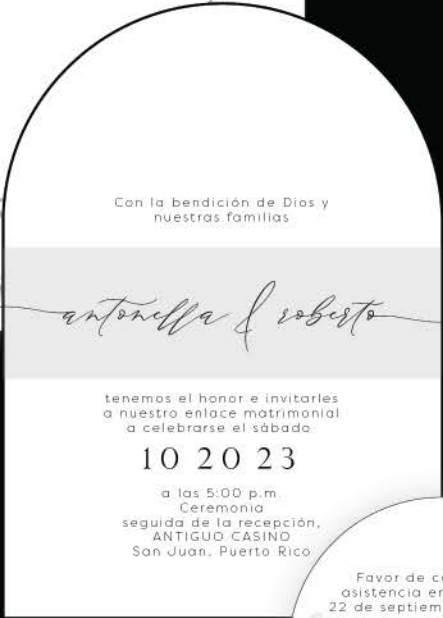 Con la bendición de Dios y
nuestras familias
antonella & roberto
tenemos el honor e invitarles
a nuestro enlace matrimonial
a celebrarse el sábado
10 20 23
a las 5:00 p.m.
Ceremonia
seguida de la recepción,
ANTIGUO CASINO
San Juan, Puerto Rico
Favor de
asistencia
22 de